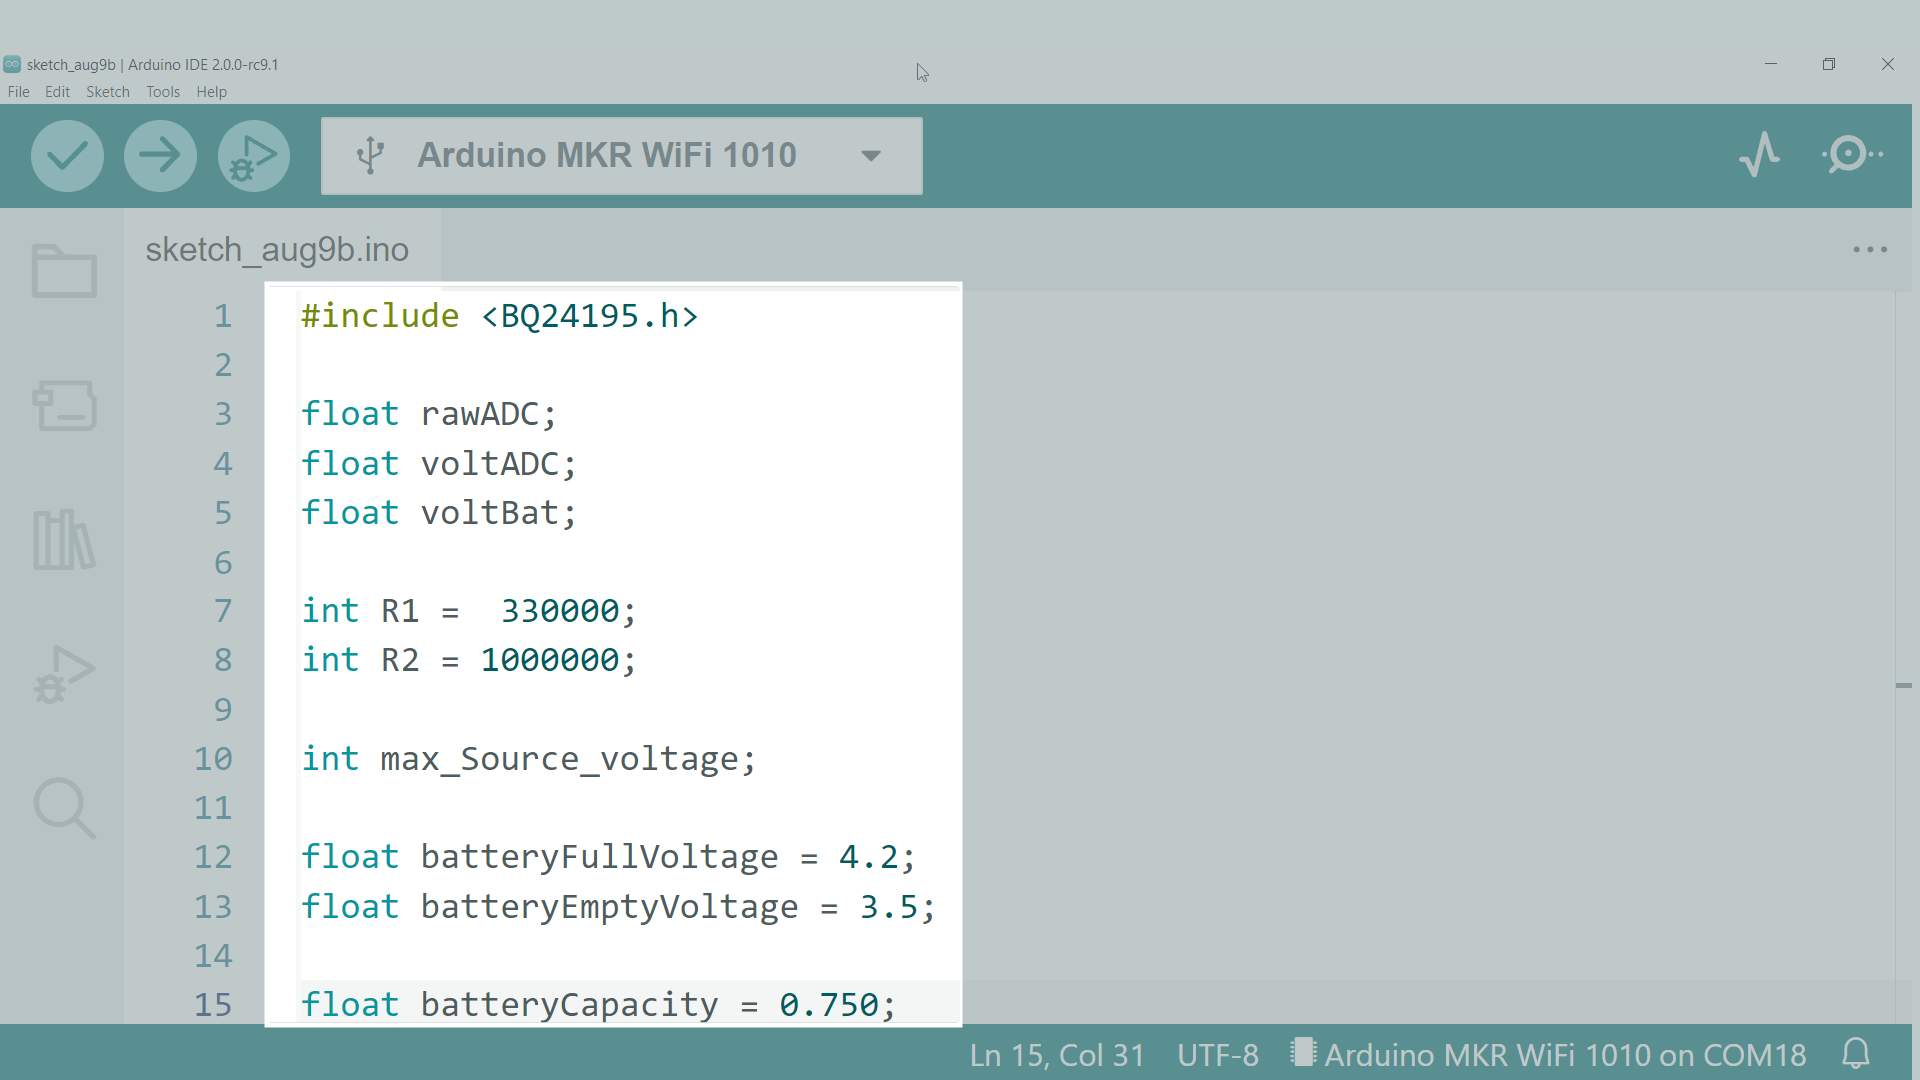 sketch_aug9b | Arduino IDE 2.0.0-rc9.1
File Edit Sketch Tools Help
Arduino MKR WiFi 1010
sketch_aug9b.ino
1 #include <BQ24195.h>
2
3 float rawADC;
4 float voltADC;
5 float voltBat;
6
7 int R1 =  330000;
8 int R2 = 1000000;
9
10 int max_Source_voltage;
11
12 float batteryFullVoltage = 4.2;
13 float batteryEmptyVoltage = 3.5;
14
15 float batteryCapacity = 0.750;
Ln 15, Col 31 UTF-8 Arduino MKR WiFi 1010 on COM18